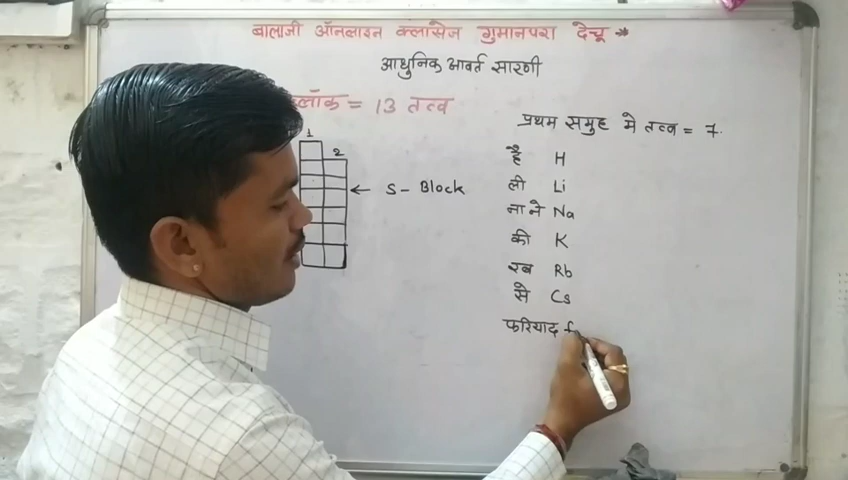 बालाजी ऑनलाइन क्लासेज गुमानपरा देचू *
आधुनिक आवर्त सारणी
ब्लॉक = 13 तत्व
1
2
← S - Block
प्रथम समुह मे तत्व = 7.
है H
ली Li
ना ने Na
की K
रब Rb
से Cs
फरियाद f